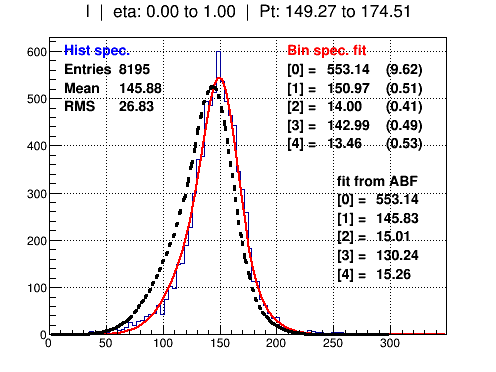 I | eta: 0.00 to 1.00 | Pt: 149.27 to 174.51
Hist spec.
Entries 8195
Mean 145.88
RMS 26.83
Bin spec. fit
[0] = 553.14 (9.62)
[1] = 150.97 (0.51)
[2] = 14.00 (0.41)
[3] = 142.99 (0.49)
[4] = 13.46 (0.53)
fit from ABF
[0] = 553.14
[1] = 145.83
[2] = 15.01
[3] = 130.24
[4] = 15.26
600
500
400
300
200
100
0
0 50 100 150 200 250 300